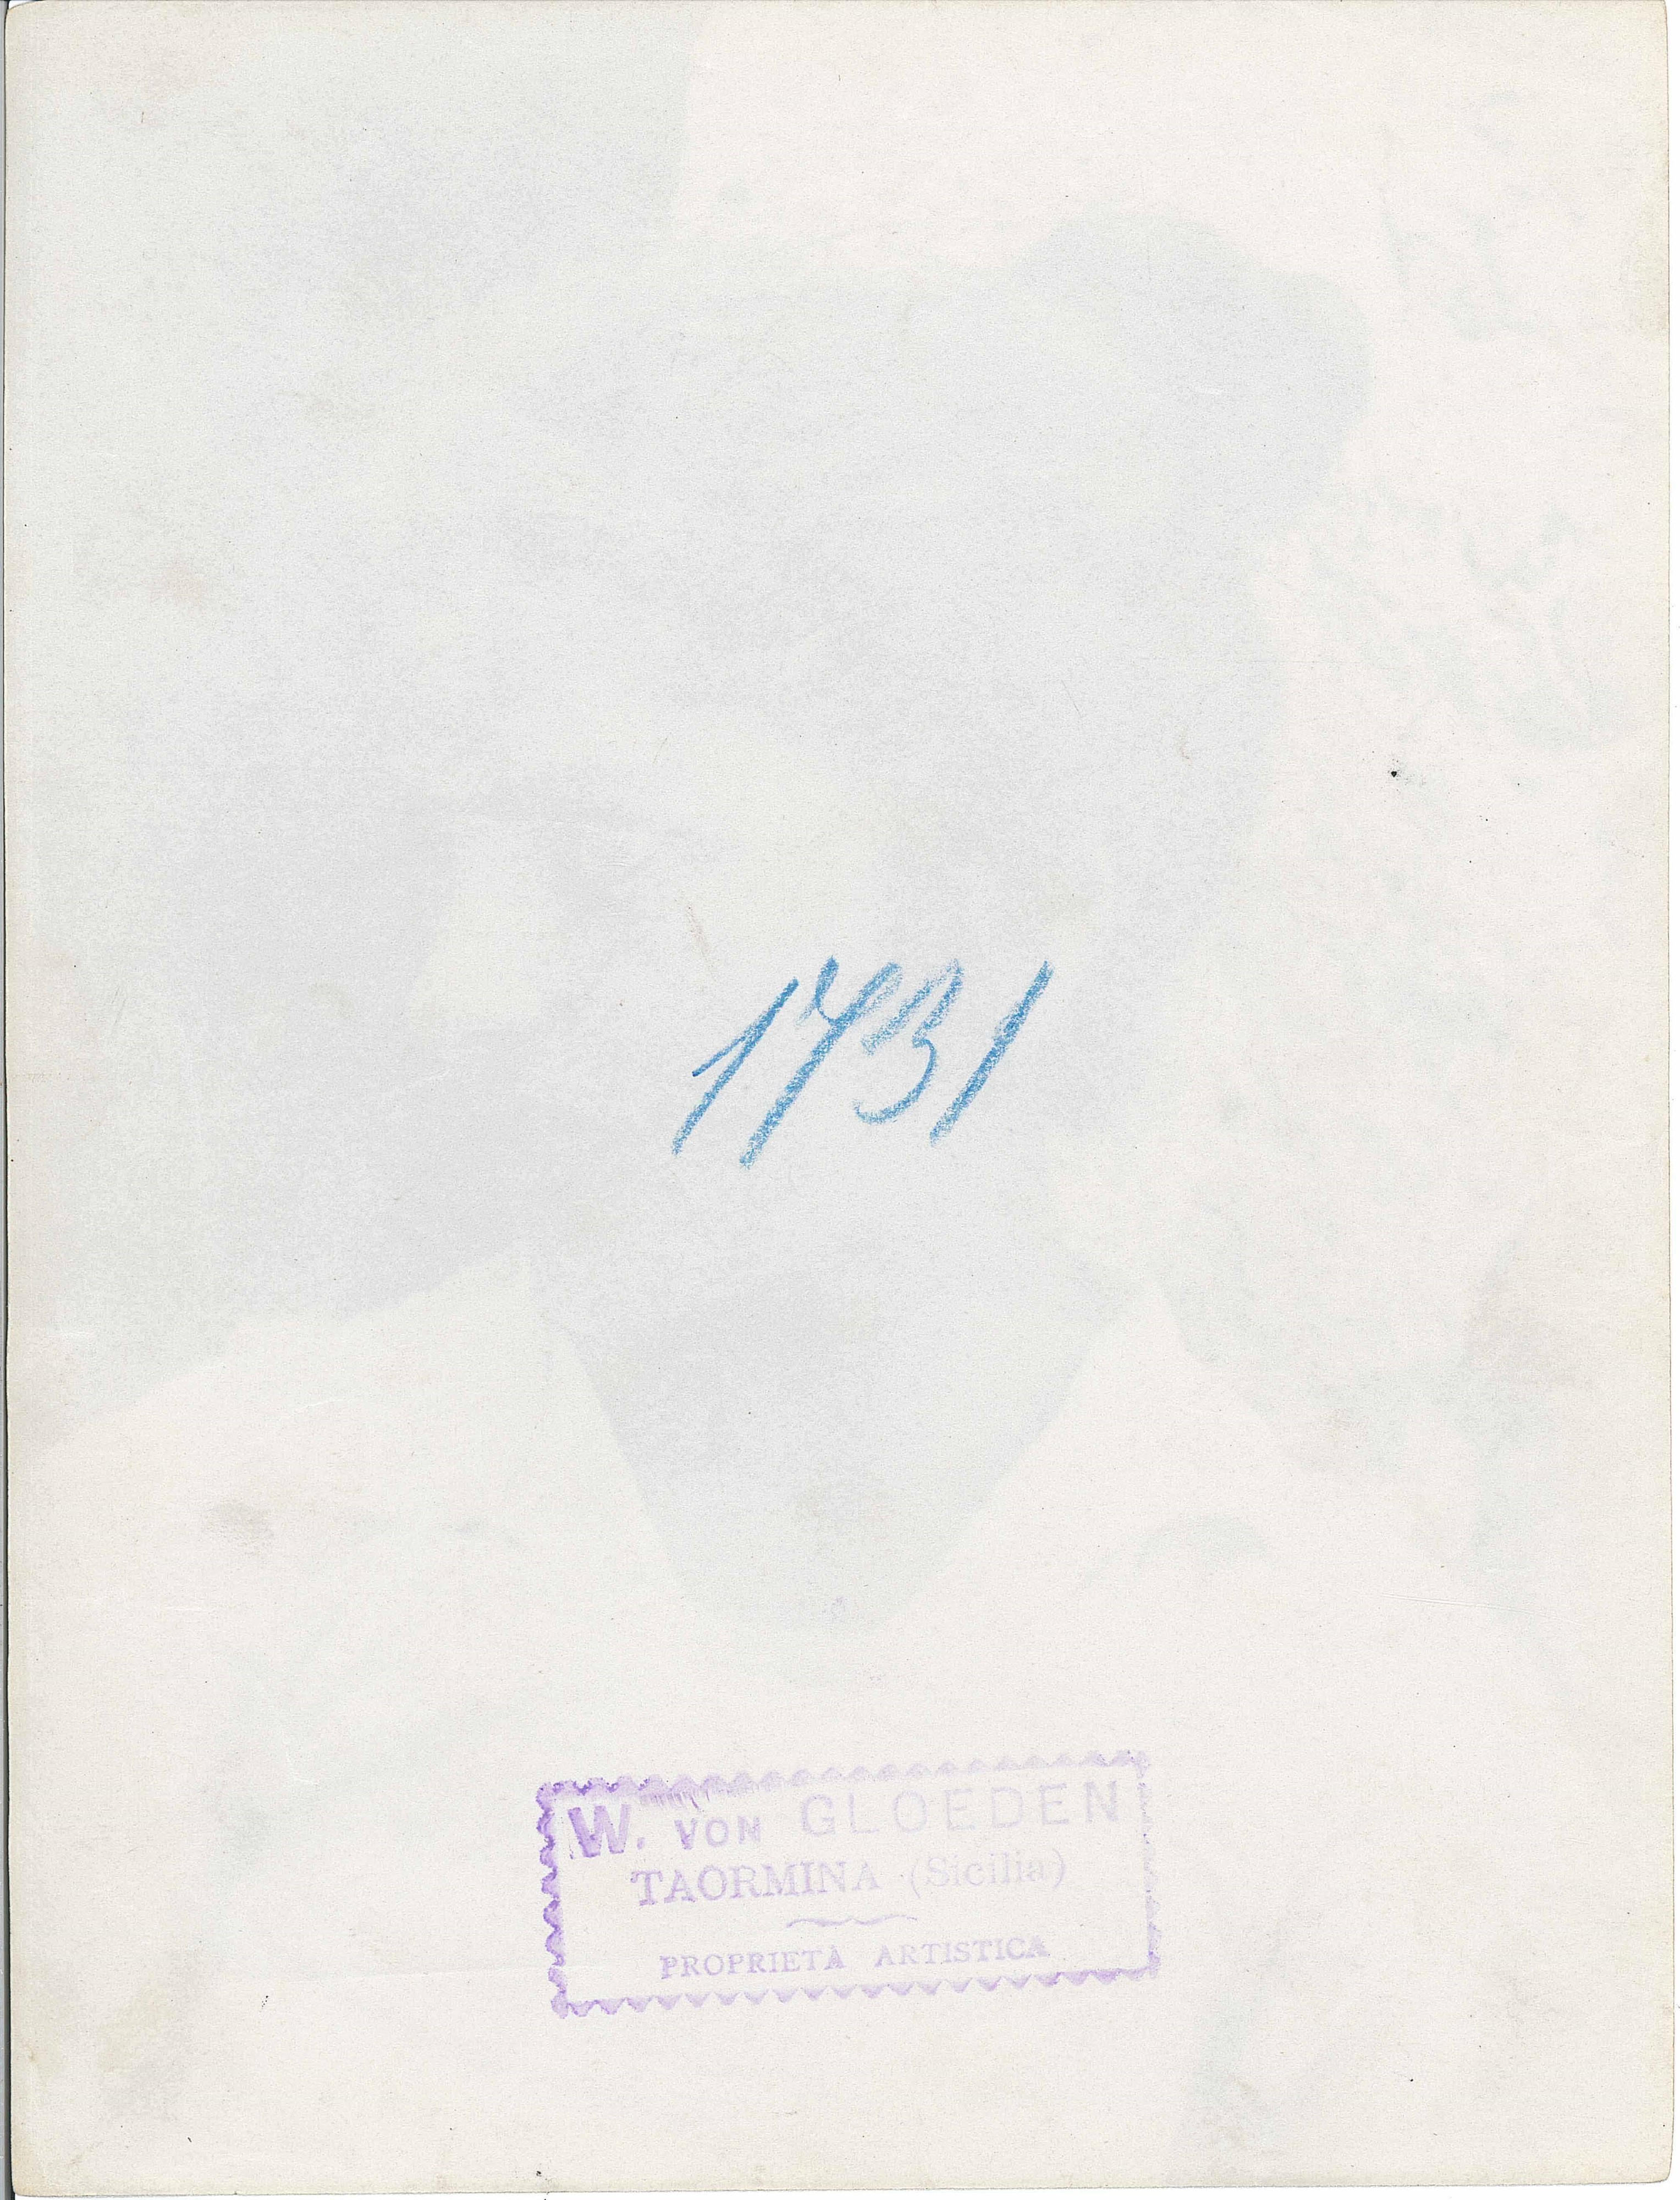 1731
W. VON GLOEDEN
TAORMINA (Sicilia)
PROPRIETÀ ARTISTICA